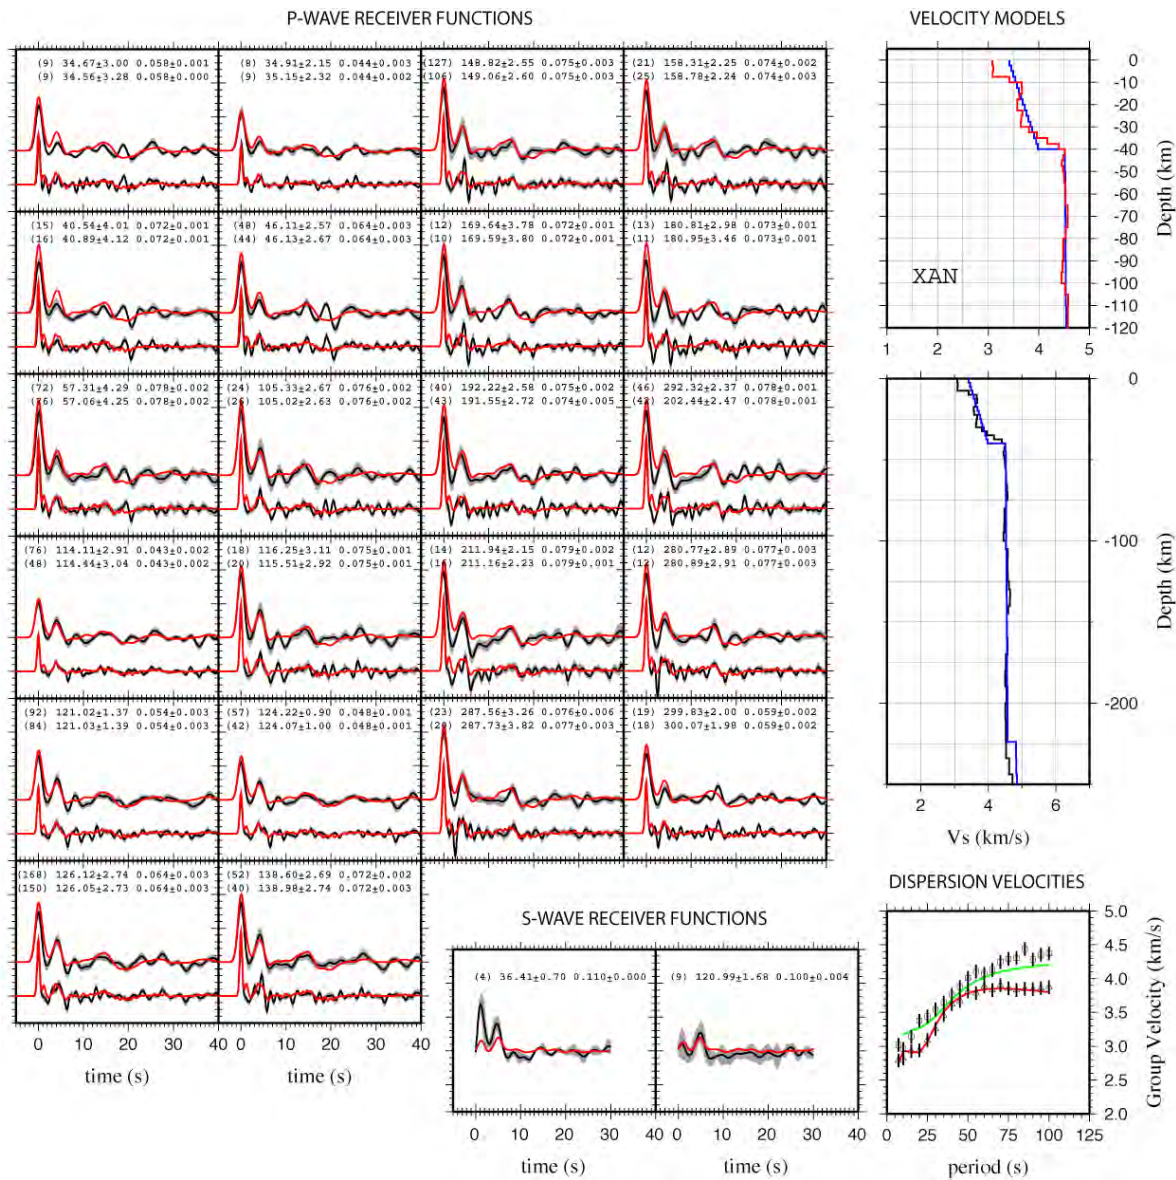 P-WAVE RECEIVER FUNCTIONS
VELOCITY MODELS
(9) 34.67±3.00 0.058±0.001
(9) 34.56±3.28 0.058±0.000
(8) 34.91±2.15 0.044±0.003
(9) 35.15±2.32 0.044±0.002
(127) 148.82±2.55 0.075±0.003
(106) 149.06±2.60 0.075±0.003
(21) 158.31±2.25 0.074±0.002
(25) 158.78±2.24 0.074±0.003
(15) 40.54±4.01 0.072±0.001
(16) 40.89±4.12 0.072±0.001
(48) 46.11±2.57 0.064±0.003
(44) 46.13±2.67 0.064±0.003
(12) 169.64±3.78 0.072±0.001
(10) 169.59±3.80 0.072±0.001
(13) 180.81±2.98 0.073±0.001
(11) 180.95±3.46 0.073±0.001
(72) 57.31±4.29 0.078±0.002
57.06±4.25 0.078±0.002
(24) 105.33±2.67 0.076±0.002
105.02±2.63 0.076±0.002
(40) 192.22±2.58 0.075±0.002
(43) 191.55±2.72 0.074±0.005
(46) 292.32±2.37 0.078±0.001
202.44±2.47 0.078±0.001
(76) 114.11±2.91 0.043±0.002
(48) 114.44±3.04 0.043±0.002
(18) 116.25±3.11 0.075±0.001
(20) 115.51±2.92 0.075±0.001
(14) 211.94±2.15 0.079±0.002
(16) 211.16±2.23 0.079±0.001
(12) 280.77±2.89 0.077±0.003
(12) 280.89±2.91 0.077±0.003
(92) 121.02±1.37 0.054±0.003
(84) 121.03±1.39 0.054±0.003
(57) 124.22±0.90 0.048±0.001
(42) 124.07±1.00 0.048±0.001
(23) 287.56±3.26 0.076±0.006
287.73±3.82 0.077±0.003
(19) 299.83±2.00 0.059±0.002
(18) 300.07±1.98 0.059±0.002
(168) 126.12±2.74 0.064±0.003
(150) 126.05±2.73 0.064±0.003
(52) 138.60±2.69 0.072±0.002
(40) 138.98±2.74 0.072±0.003
0 10 20 30 40
0 10 20 30 40
time (s)
time (s)
S-WAVE RECEIVER FUNCTIONS
(4) 36.41±0.70 0.110±0.000
(9) 120.99±1.68 0.100±0.004
0 10 20 30 40
0 10 20 30 40
time (s)
time (s)
0
-10
-20
-30
-40
-50
-60
-70
-80
-90
-100
-110
-120
Depth (km)
XAN
1 2 3 4 5
0
-100
-200
Depth (km)
2 4 6
Vs (km/s)
DISPERSION VELOCITIES
5.0
4.5
4.0
3.5
3.0
2.5
2.0
Group Velocity (km/s)
0 25 50 75 100 125
period (s)